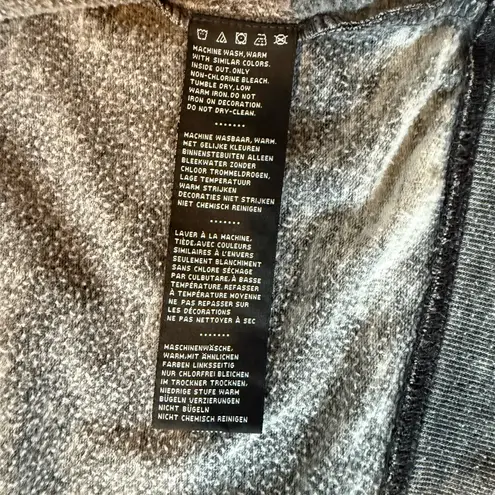 MACHINE WASH, WARM
WITH SIMILAR COLORS.
INSIDE OUT. ONLY
NON-CHLORINE BLEACH.
TUMBLE DRY, LOW
WARM IRON. DO NOT
IRON ON DECORATION.
DO NOT DRY-CLEAN.
MACHINE WASBAAR, WARM.
MET GELIJKE KLEUREN
BINNENSTEBUITEN ALLEEN
BLEEKWATER ZONDER
CHLOOR TROMMELDROGEN,
LAGE TEMPERATUUR
WARM STRIJKEN
DECORATIES NIET STRIJKEN
NIET CHEMISCH REINIGEN
LAVER À LA MACHINE,
TIÈDE, AVEC COULEURS
SIMILAIRES À L'ENVERS
SEULEMENT BLANCHIMENT
SANS CHLORE SÉCHAGE
PAR CULBUTAGE, À BASSE
TEMPÉRATURE. REPASSER
À TEMPÉRATURE MOYENNE
NE PAS REPASSER SUR
LES DÉCORATIONS
NE PAS NETTOYER À SEC
MASCHINENWÄSCHE,
WARM, MIT ÄHNLICHEN
FARBEN LINKSSEITIG
NUR CHLORFREI BLEICHEN
IM TROCKNER TROCKNEN,
NIEDRIGE STUFE WARM
BÜGELN VERZIERUNGEN
NICHT BÜGELN
NICHT CHEMISCH REINIGEN